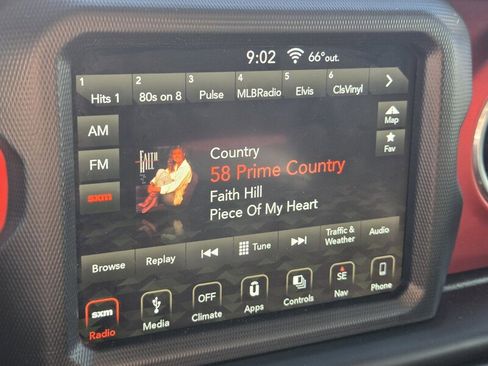 9:02 66°out.
1 2 3 4 5 6
Hits 1 80s on 8 Pulse MLBRadio Elvis ClsVinyl
AM
Map
FM
Fav
sxm
FAITH
HILL
Country
58 Prime Country
Faith Hill
Piece Of My Heart
Browse Replay Tune Traffic & Weather Audio
sxm OFF SE
Radio Media Climate Apps Controls Nav Phone